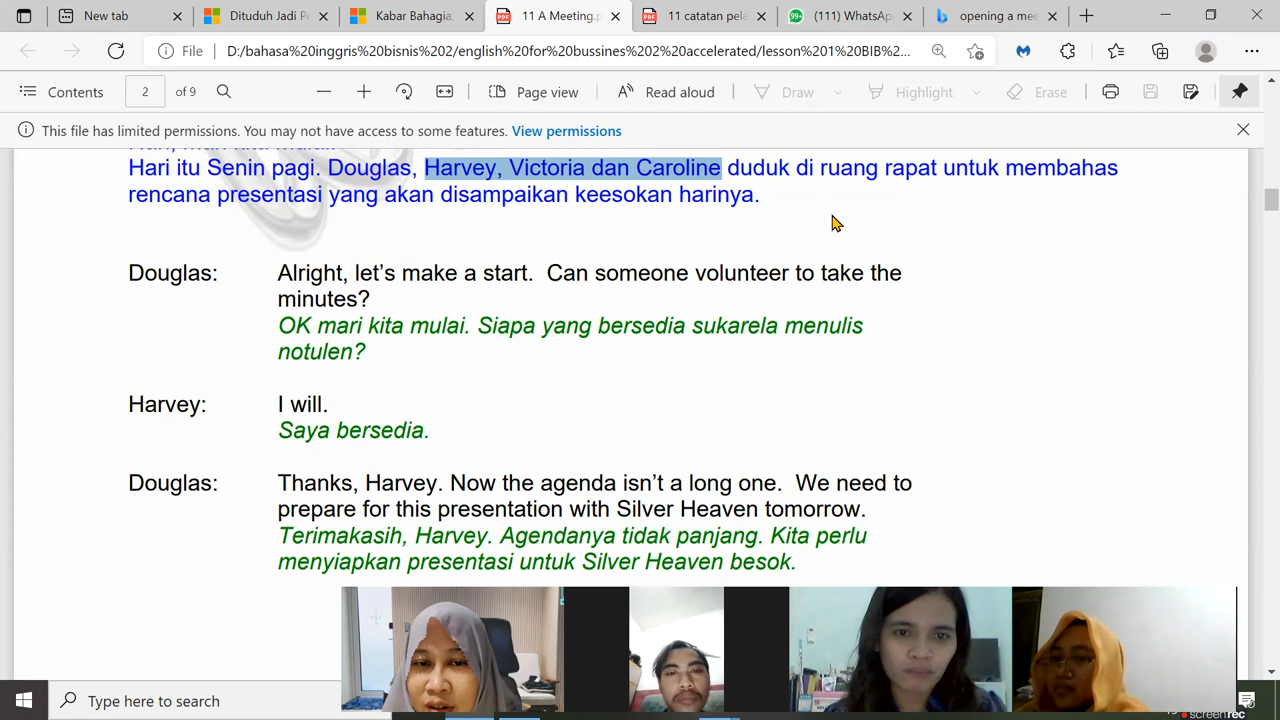 New tab
Dituduh Jadi P
Kabar Bahagia,
11 A Meeting.p
11 catatan pela
99+
(111) WhatsAp
opening a mee
File
D:/bahasa%20inggris%20bisnis%202/english%20for%20bussines%202%20accelerated/lesson%201%20BIB%2...
Contents
2
of 9
Page view
Read aloud
Draw
Highlight
Erase
This file has limited permissions. You may not have access to some features. View permissions
Hari itu Senin pagi. Douglas, Harvey, Victoria dan Caroline duduk di ruang rapat untuk membahas
rencana presentasi yang akan disampaikan keesokan harinya.
Douglas: Alright, let's make a start. Can someone volunteer to take the
minutes?
OK mari kita mulai. Siapa yang bersedia sukarela menulis
notulen?
Harvey: I will.
Saya bersedia.
Douglas: Thanks, Harvey. Now the agenda isn't a long one. We need to
prepare for this presentation with Silver Heaven tomorrow.
Terimakasih, Harvey. Agendanya tidak panjang. Kita perlu
menyiapkan presentasi untuk Silver Heaven besok.
Type here to search
screenrec